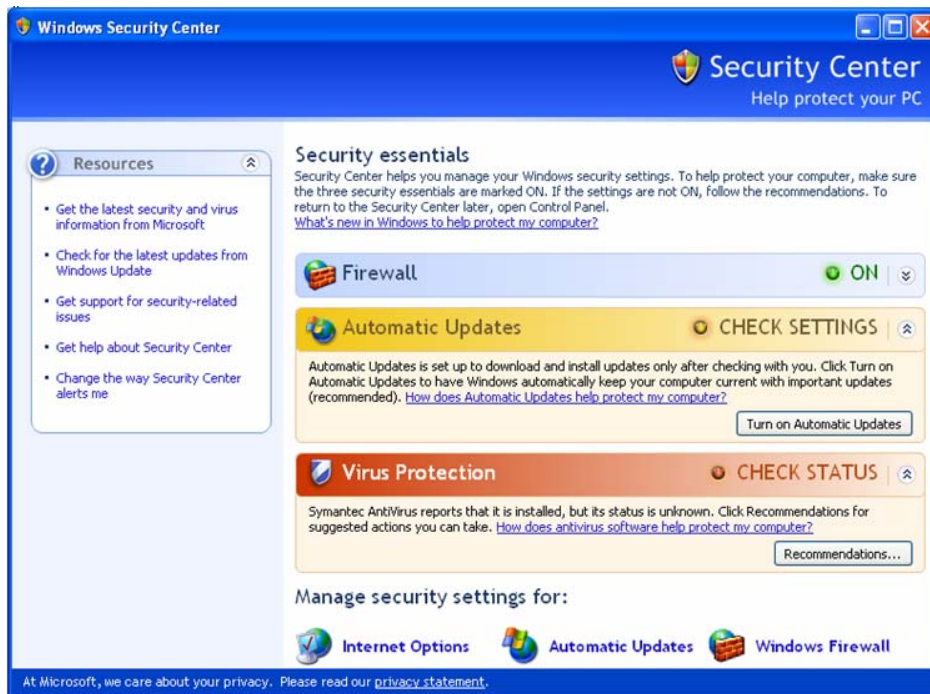 Windows Security Center
Security Center
Help protect your PC
Resources
• Get the latest security and virus
information from Microsoft
• Check for the latest updates from
Windows Update
• Get support for security-related
issues
• Get help about Security Center
• Change the way Security Center
alerts me
Security essentials
Security Center helps you manage your Windows security settings. To help protect your computer, make sure
the three security essentials are marked ON. If the settings are not ON, follow the recommendations. To
return to the Security Center later, open Control Panel.
What's new in Windows to help protect my computer?
Firewall ON
Automatic Updates CHECK SETTINGS
Automatic Updates is set up to download and install updates only after checking with you. Click Turn on
Automatic Updates to have Windows automatically keep your computer current with important updates
(recommended). How does Automatic Updates help protect my computer?
Turn on Automatic Updates
Virus Protection CHECK STATUS
Symantec AntiVirus reports that it is installed, but its status is unknown. Click Recommendations for
suggested actions you can take. How does antivirus software help protect my computer?
Recommendations...
Manage security settings for:
Internet Options Automatic Updates Windows Firewall
At Microsoft, we care about your privacy. Please read our privacy statement.